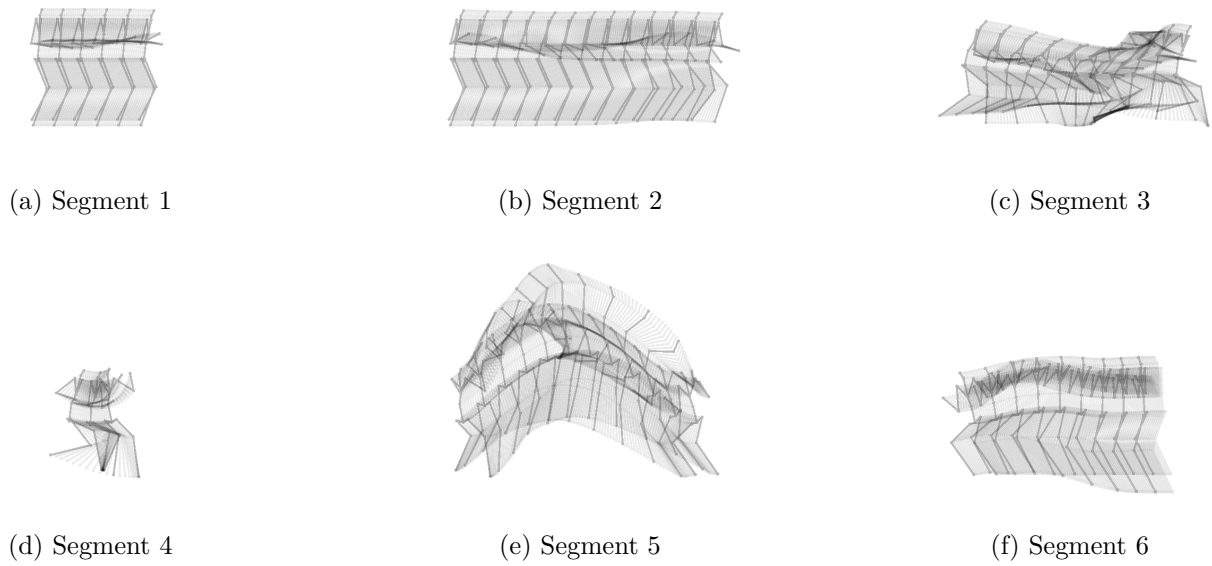 (a) Segment 1
(b) Segment 2
(c) Segment 3
(d) Segment 4
(e) Segment 5
(f) Segment 6